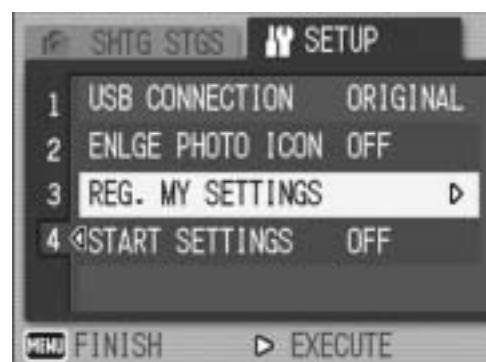 SHTG STGS SETUP
1 USB CONNECTION ORIGINAL
2 ENLGE PHOTO ICON OFF
3 REG. MY SETTINGS
4 START SETTINGS OFF
MENU FINISH EXECUTE